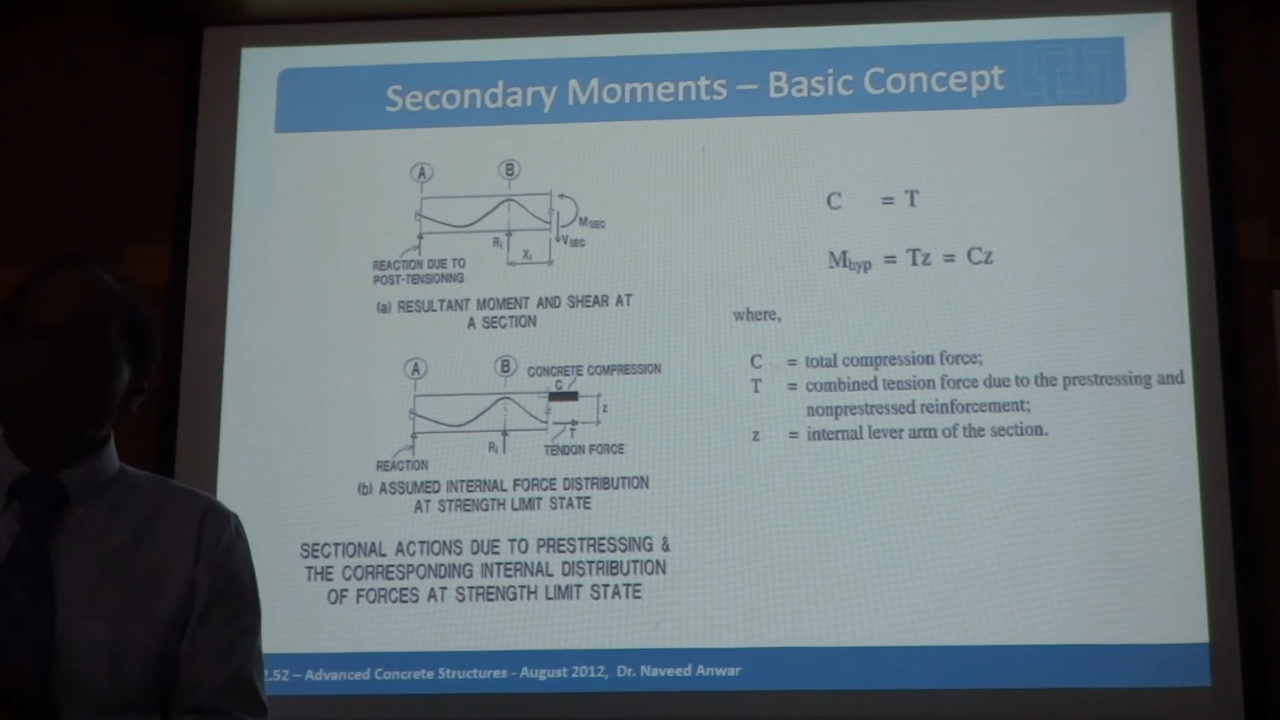 Secondary Moments – Basic Concept
A
B
M SEC
V SEC
R₁
X₁
REACTION DUE TO
POST-TENSIONING
(a) RESULTANT MOMENT AND SHEAR AT
A SECTION
A
B
CONCRETE COMPRESSION
C
z
T
R₁
TENDON FORCE
REACTION
(b) ASSUMED INTERNAL FORCE DISTRIBUTION
AT STRENGTH LIMIT STATE
SECTIONAL ACTIONS DUE TO PRESTRESSING &
THE CORRESPONDING INTERNAL DISTRIBUTION
OF FORCES AT STRENGTH LIMIT STATE
C = T
Mhyp = Tz = Cz
where,
C = total compression force;
T = combined tension force due to the prestressing and
nonprestressed reinforcement;
z = internal lever arm of the section.
.52 – Advanced Concrete Structures - August 2012, Dr. Naveed Anwar